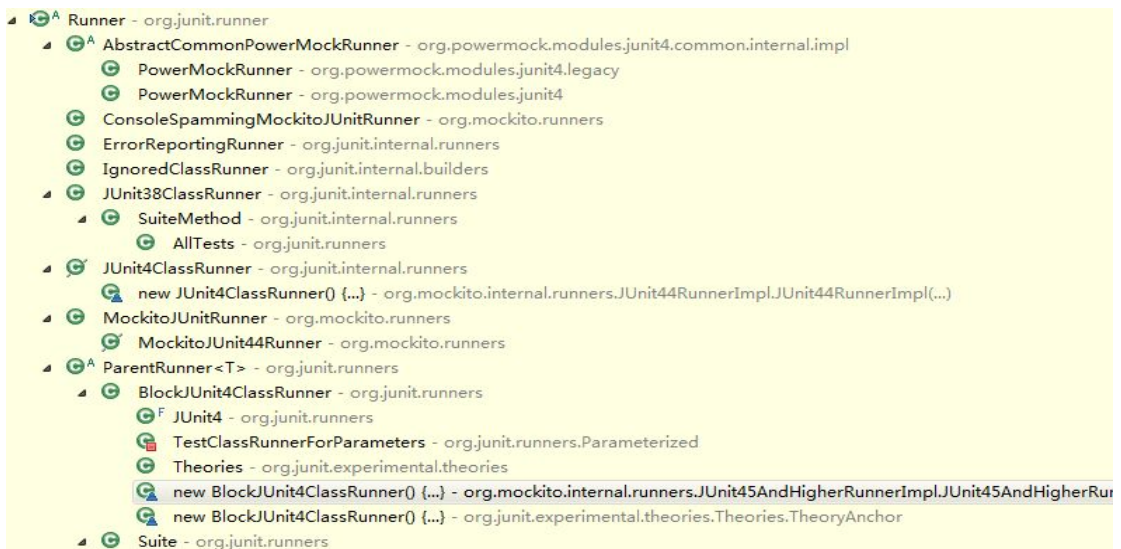 Runner - org.junit.runner
AbstractCommonPowerMockRunner - org.powermock.modules.junit4.common.internal.impl
PowerMockRunner - org.powermock.modules.junit4.legacy
PowerMockRunner - org.powermock.modules.junit4
ConsoleSpammingMockitoJUnitRunner - org.mockito.runners
ErrorReportingRunner - org.junit.internal.runners
IgnoredClassRunner - org.junit.internal.builders
JUnit38ClassRunner - org.junit.internal.runners
SuiteMethod - org.junit.internal.runners
AllTests - org.junit.runners
JUnit4ClassRunner - org.junit.internal.runners
new JUnit4ClassRunner() {...} - org.mockito.internal.runners.JUnit44RunnerImpl.JUnit44RunnerImpl(...)
MockitoJUnitRunner - org.mockito.runners
MockitoJUnit44Runner - org.mockito.runners
ParentRunner<T> - org.junit.runners
BlockJUnit4ClassRunner - org.junit.runners
JUnit4 - org.junit.runners
TestClassRunnerForParameters - org.junit.runners.Parameterized
Theories - org.junit.experimental.theories
new BlockJUnit4ClassRunner() {...} - org.mockito.internal.runners.JUnit45AndHigherRunnerImpl.JUnit45AndHigherRur
new BlockJUnit4ClassRunner() {...} - org.junit.experimental.theories.Theories.TheoryAnchor
Suite - org.junit.runners